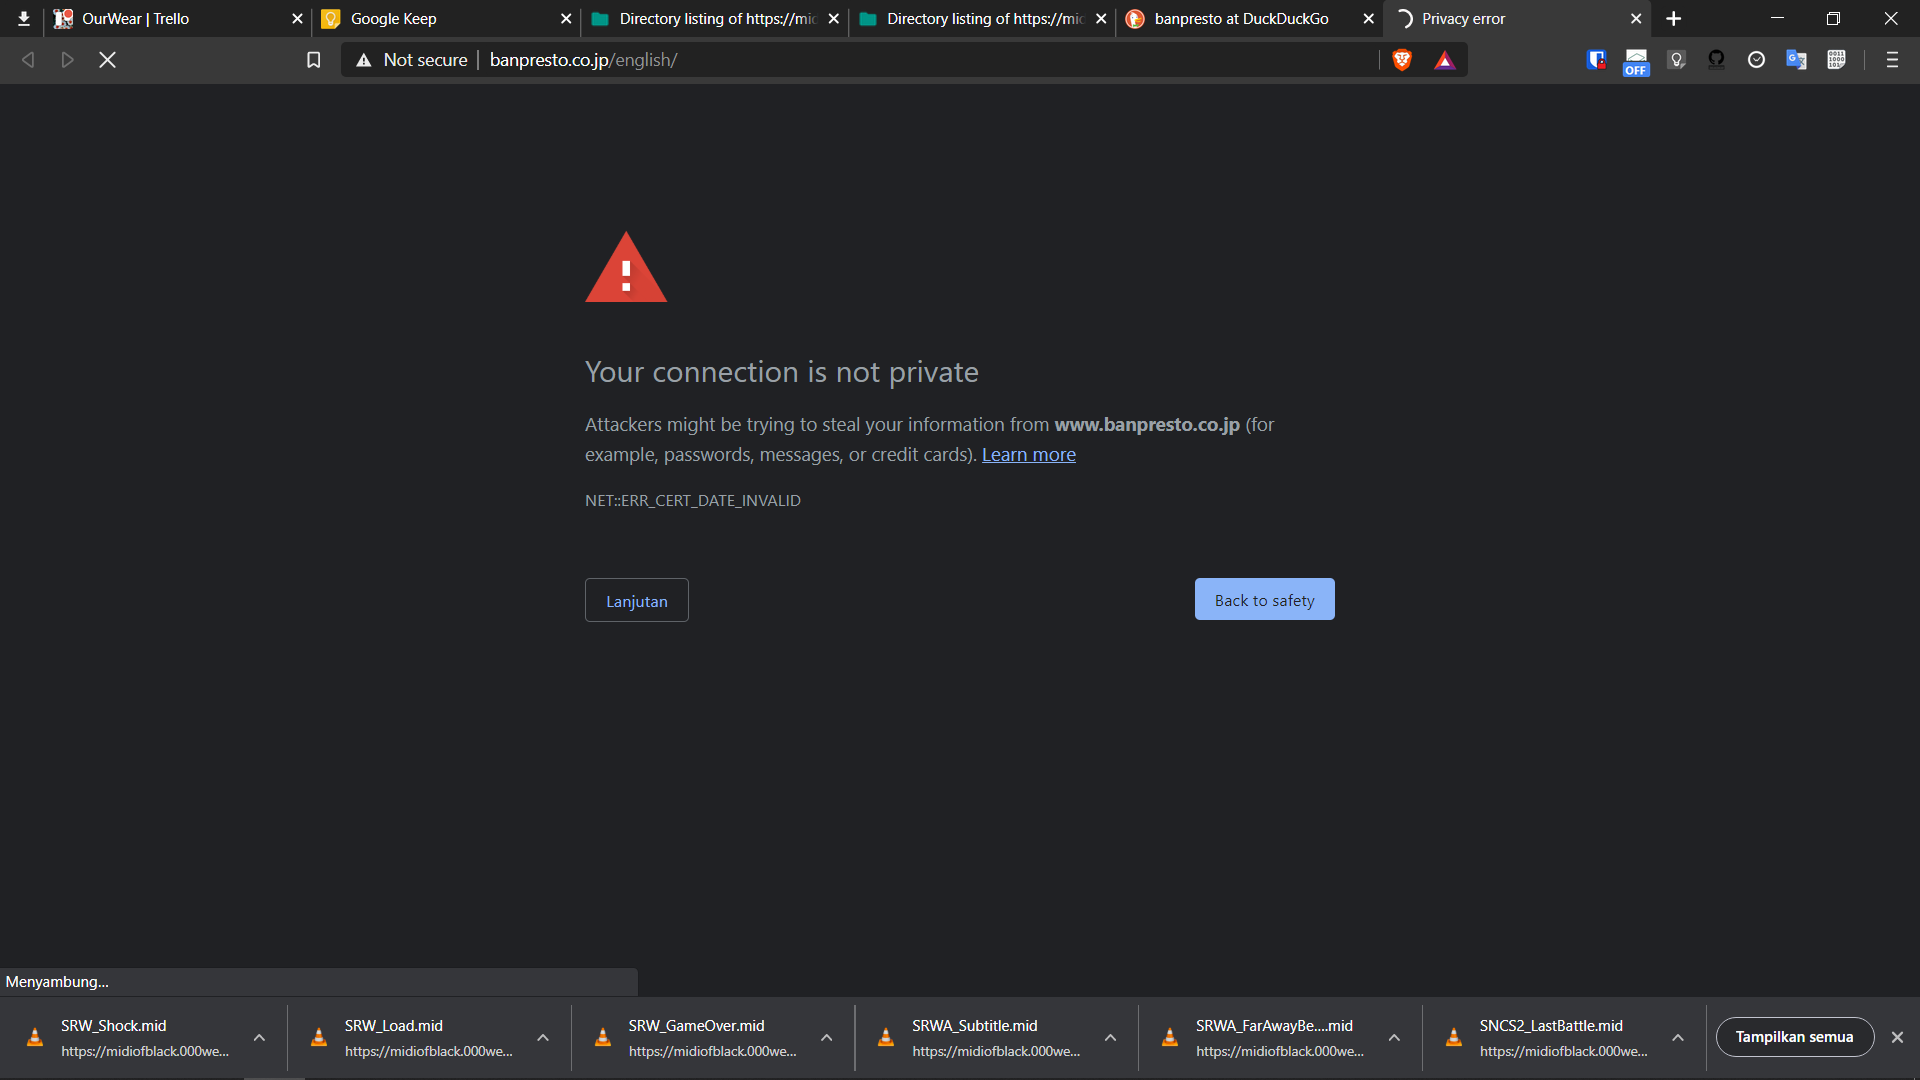 OurWear | Trello
Google Keep
Directory listing of https://mid
Directory listing of https://mid
banpresto at DuckDuckGo
Privacy error
Not secure
banpresto.co.jp/english/
OFF
Your connection is not private
Attackers might be trying to steal your information from www.banpresto.co.jp (for
example, passwords, messages, or credit cards). Learn more
NET::ERR_CERT_DATE_INVALID
Lanjutan
Back to safety
Menyambung...
SRW_Shock.mid
https://midiofblack.000we...
SRW_Load.mid
https://midiofblack.000we...
SRW_GameOver.mid
https://midiofblack.000we...
SRWA_Subtitle.mid
https://midiofblack.000we...
SRWA_FarAwayBe....mid
https://midiofblack.000we...
SNCS2_LastBattle.mid
https://midiofblack.000we...
Tampilkan semua